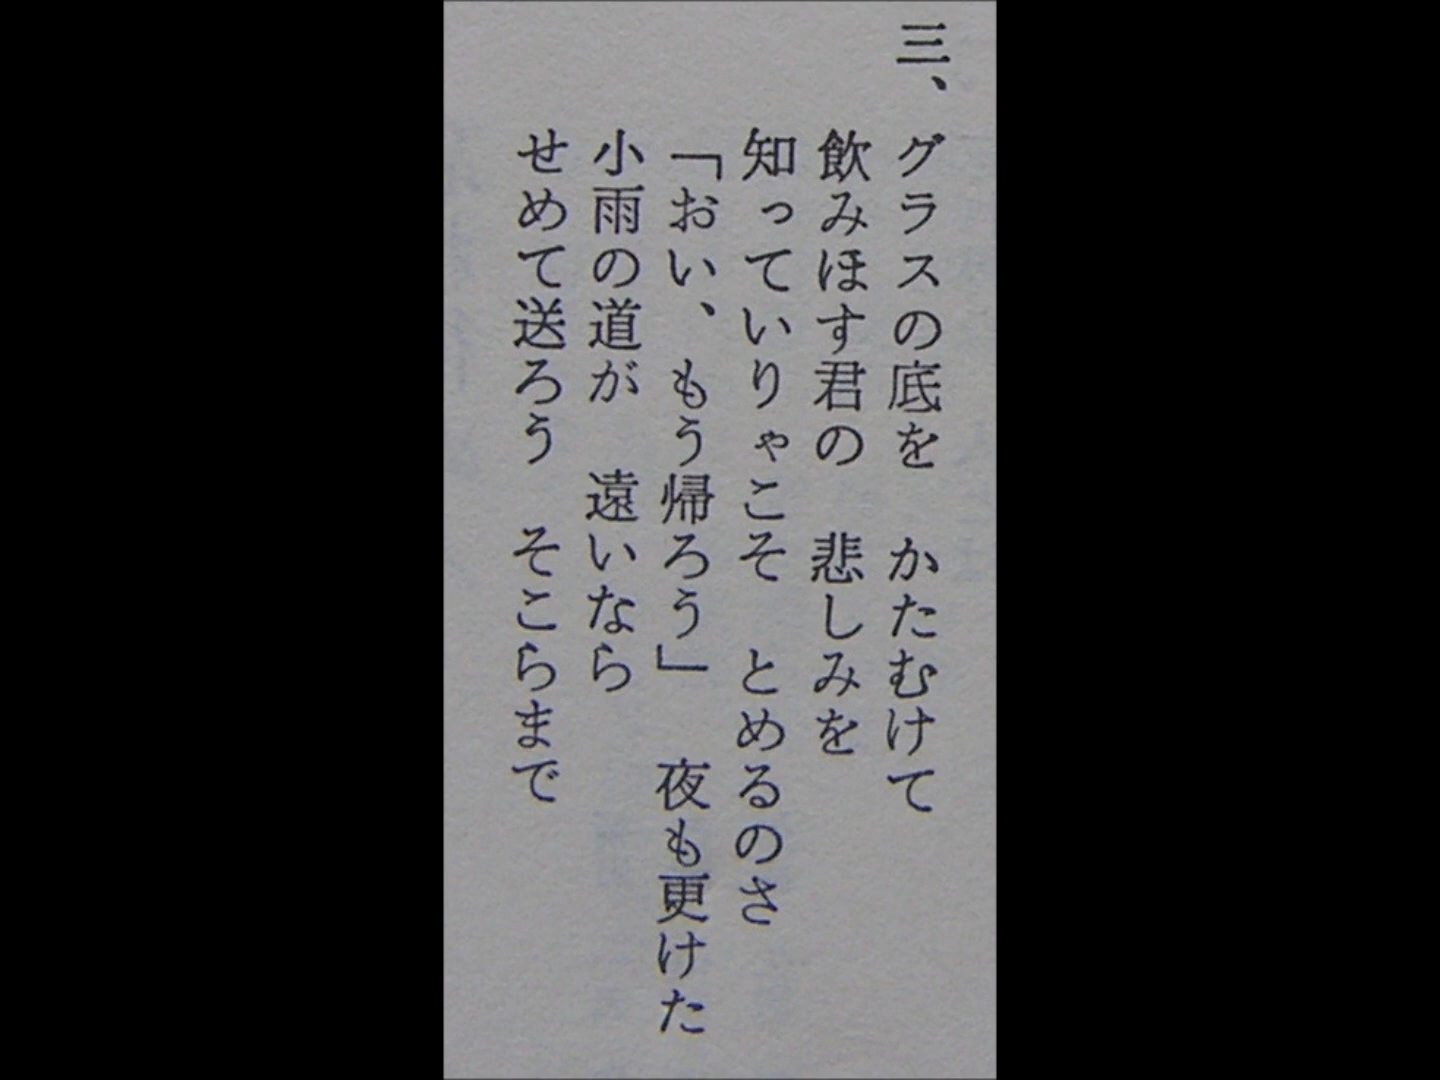 三、グラスの底を　かたむけて
飲みほす君の　悲しみを
知っていりゃこそ　とめるのさ
「おい、もう帰ろう」　夜も更けた
小雨の道が　遠いなら
せめて送ろう　そこらまで